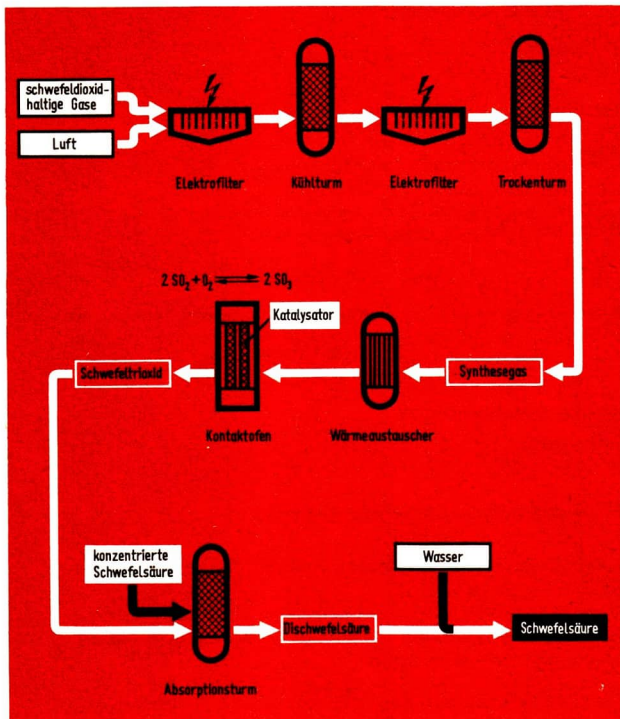 schwefeldioxid-
haltige Gase
Luft
Elektrofilter
Kühlturm
Elektrofilter
Trockenturm
2 SO₂ + O₂ ⇌ 2 SO₃
Katalysator
Schwefeltrioxid
Synthesegas
Kontaktofen
Wärmeaustauscher
konzentrierte
Schwefelsäure
Wasser
Dischwefelsäure
Schwefelsäure
Absorptionsturm